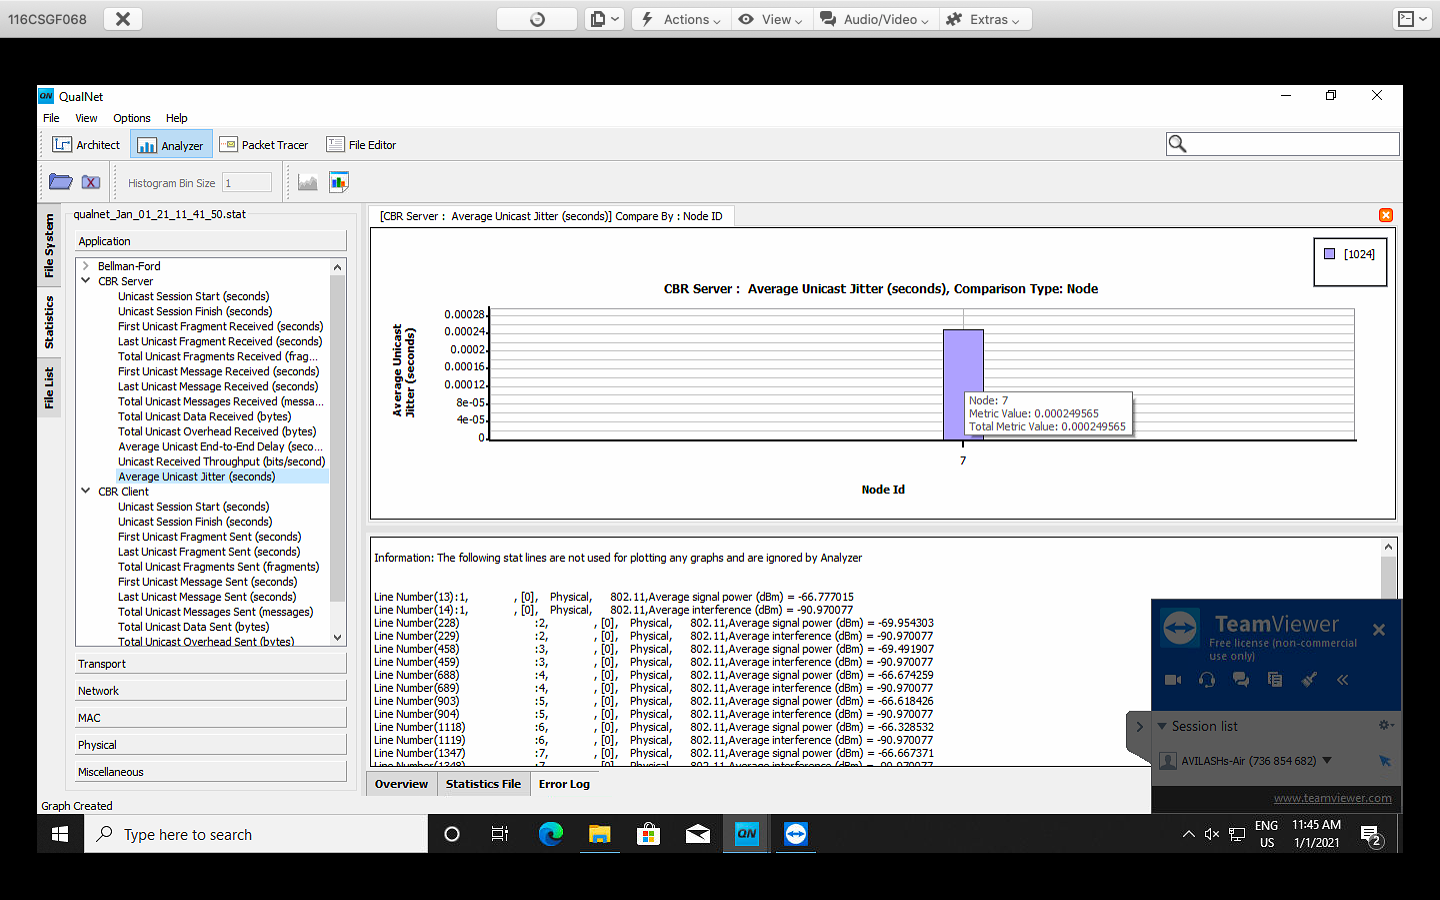 116CSGF068
Actions
View
Audio/Video
Extras
QN QualNet
File View Options Help
Architect Analyzer Packet Tracer File Editor
Histogram Bin Size 1
File System
Statistics
File List
qualnet_Jan_01_21_11_41_50.stat
Application
Bellman-Ford
CBR Server
Unicast Session Start (seconds)
Unicast Session Finish (seconds)
First Unicast Fragment Received (seconds)
Last Unicast Fragment Received (seconds)
Total Unicast Fragments Received (frag...
First Unicast Message Received (seconds)
Last Unicast Message Received (seconds)
Total Unicast Messages Received (messa...
Total Unicast Data Received (bytes)
Total Unicast Overhead Received (bytes)
Average Unicast End-to-End Delay (seco...
Unicast Received Throughput (bits/second)
Average Unicast Jitter (seconds)
CBR Client
Unicast Session Start (seconds)
Unicast Session Finish (seconds)
First Unicast Fragment Sent (seconds)
Last Unicast Fragment Sent (seconds)
Total Unicast Fragments Sent (fragments)
First Unicast Message Sent (seconds)
Last Unicast Message Sent (seconds)
Total Unicast Messages Sent (messages)
Total Unicast Data Sent (bytes)
Total Unicast Overhead Sent (bytes)
Transport
Network
MAC
Physical
Miscellaneous
Graph Created
[CBR Server : Average Unicast Jitter (seconds)] Compare By : Node ID
[1024]
CBR Server : Average Unicast Jitter (seconds), Comparison Type: Node
Average Unicast
Jitter (seconds)
0.00028
0.00024
0.0002
0.00016
0.00012
8e-05
4e-05
0
Node: 7
Metric Value: 0.000249565
Total Metric Value: 0.000249565
7
Node Id
Information: The following stat lines are not used for plotting any graphs and are ignored by Analyzer
Line Number(13):1, , [0], Physical, 802.11,Average signal power (dBm) = -66.777015
Line Number(14):1, , [0], Physical, 802.11,Average interference (dBm) = -90.970077
Line Number(228) :2, , [0], Physical, 802.11,Average signal power (dBm) = -69.954303
Line Number(229) :2, , [0], Physical, 802.11,Average interference (dBm) = -90.970077
Line Number(458) :3, , [0], Physical, 802.11,Average signal power (dBm) = -69.491907
Line Number(459) :3, , [0], Physical, 802.11,Average interference (dBm) = -90.970077
Line Number(688) :4, , [0], Physical, 802.11,Average signal power (dBm) = -66.674259
Line Number(689) :4, , [0], Physical, 802.11,Average interference (dBm) = -90.970077
Line Number(903) :5, , [0], Physical, 802.11,Average signal power (dBm) = -66.618426
Line Number(904) :5, , [0], Physical, 802.11,Average interference (dBm) = -90.970077
Line Number(1118) :6, , [0], Physical, 802.11,Average signal power (dBm) = -66.328532
Line Number(1119) :6, , [0], Physical, 802.11,Average interference (dBm) = -90.970077
Line Number(1347) :7, , [0], Physical, 802.11,Average signal power (dBm) = -66.667371
Line Number(1348) :7, , [0], Physical, 802.11,Average interference (dBm) = -90.970077
Overview Statistics File Error Log
TeamViewer
Free license (non-commercial
use only)
Session list
AVILASHs-Air (736 854 682)
www.teamviewer.com
Type here to search
QN
ENG
US
11:45 AM
1/1/2021
2